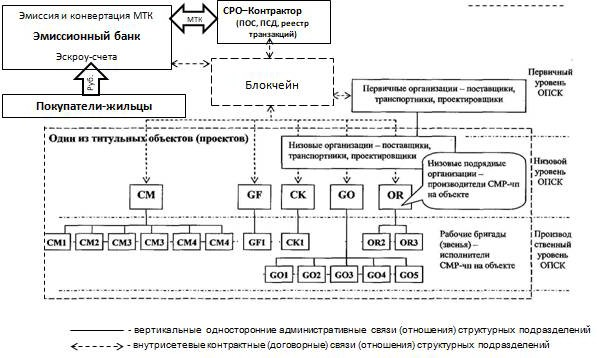 Эмиссия и конвертация МТК
Эмиссионный банк
Эскроу-счета
МТК
СРО–Контрактор
(ПОС, ПСД, реестр
транзакций)
Руб.
Покупатели-жильцы
Блокчейн
Первичные организации – поставщики,
транспортники, проектировщики
Первичный
уровень
ОПСК
Один из титульных объектов (проектов)
Низовые организации – поставщики,
транспортники, проектировщики
Низовые подрядные
организации –
производители СМР-чп
на объекте
Низовой
уровень
ОПСК
CM
GF
CK
GO
OR
CM1
CM2
CM3
CM3
CM4
CM4
GF1
CK1
OR2
OR3
GO1
GO2
GO3
GO4
GO5
Рабочие бригады
(звенья) –
исполнители
СМР-чп на объекте
Производ
ственный
уровень
ОПСК
- вертикальные односторонние административные связи (отношения) структурных подразделений
- внутрисетевые контрактные (договорные) связи (отношения) структурных подразделений